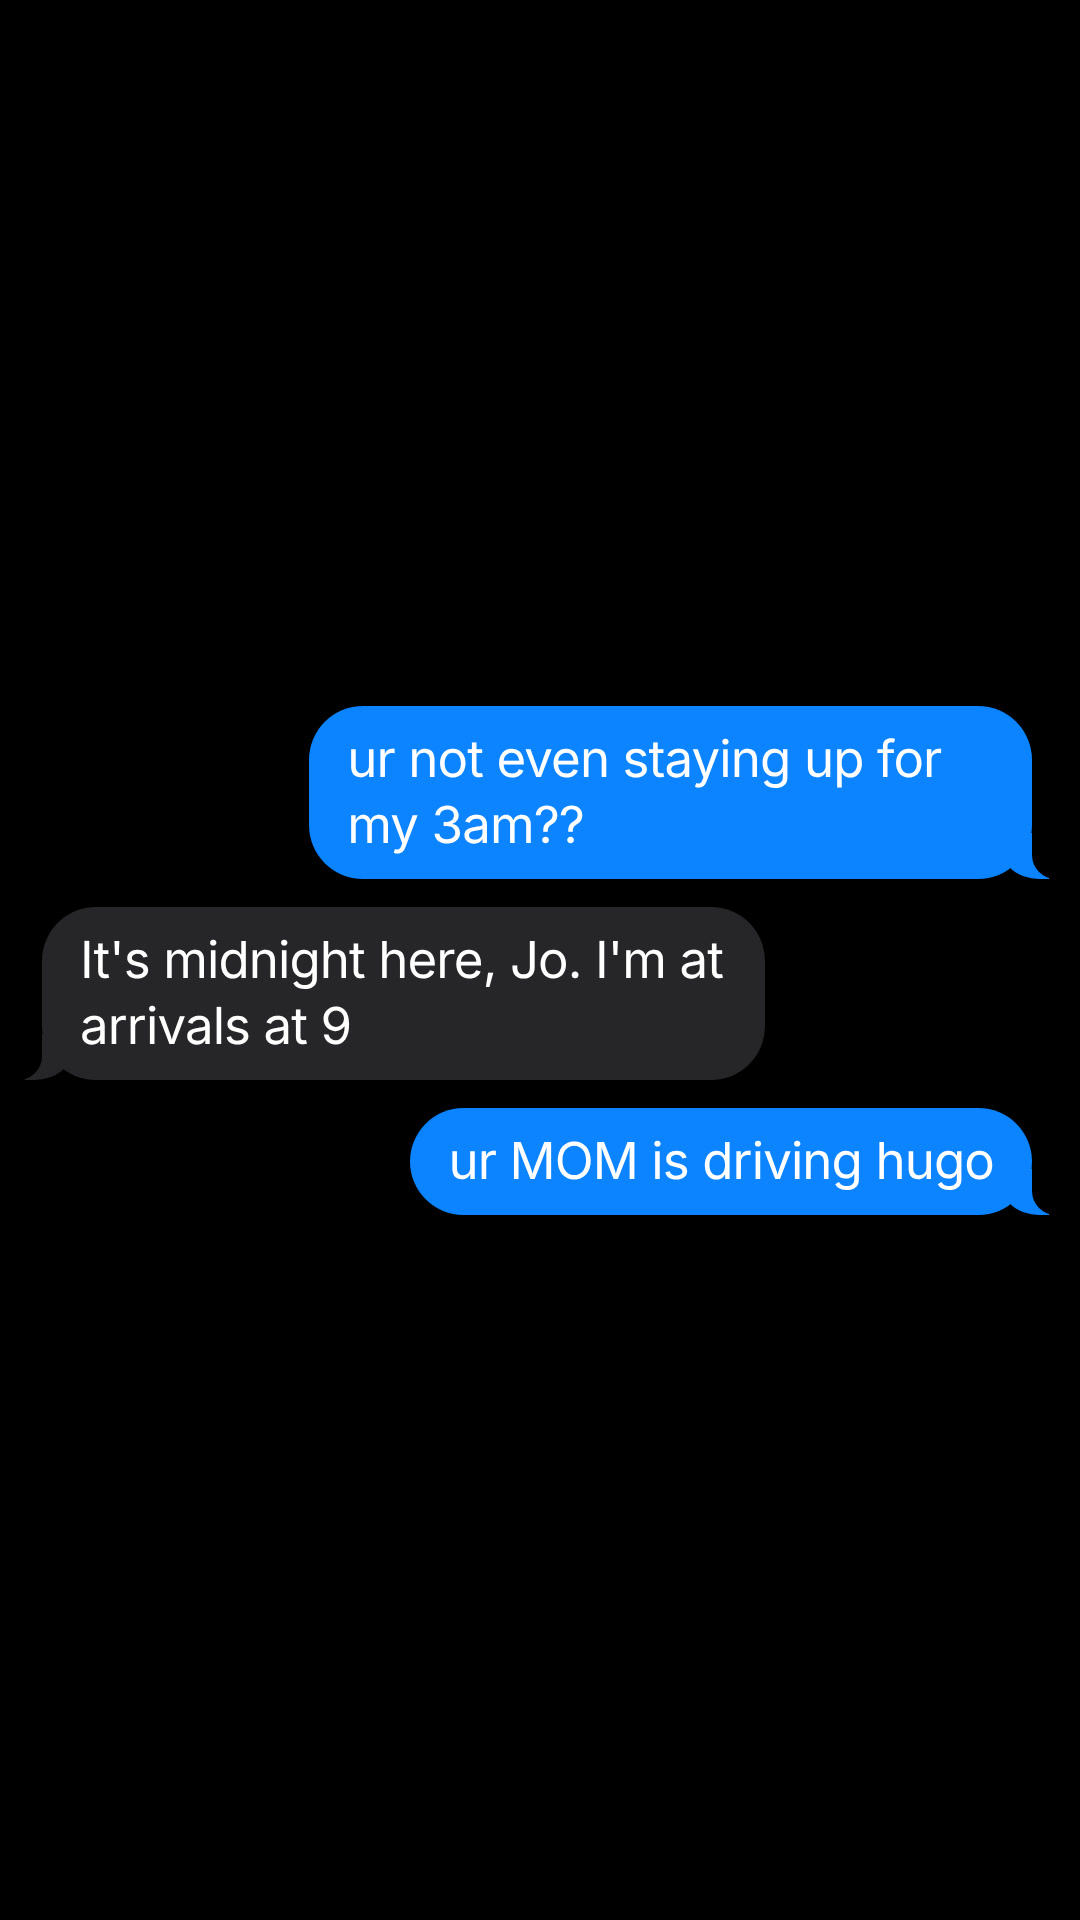 ur not even staying up for
my 3am??
It's midnight here, Jo. I'm at
arrivals at 9
ur MOM is driving hugo